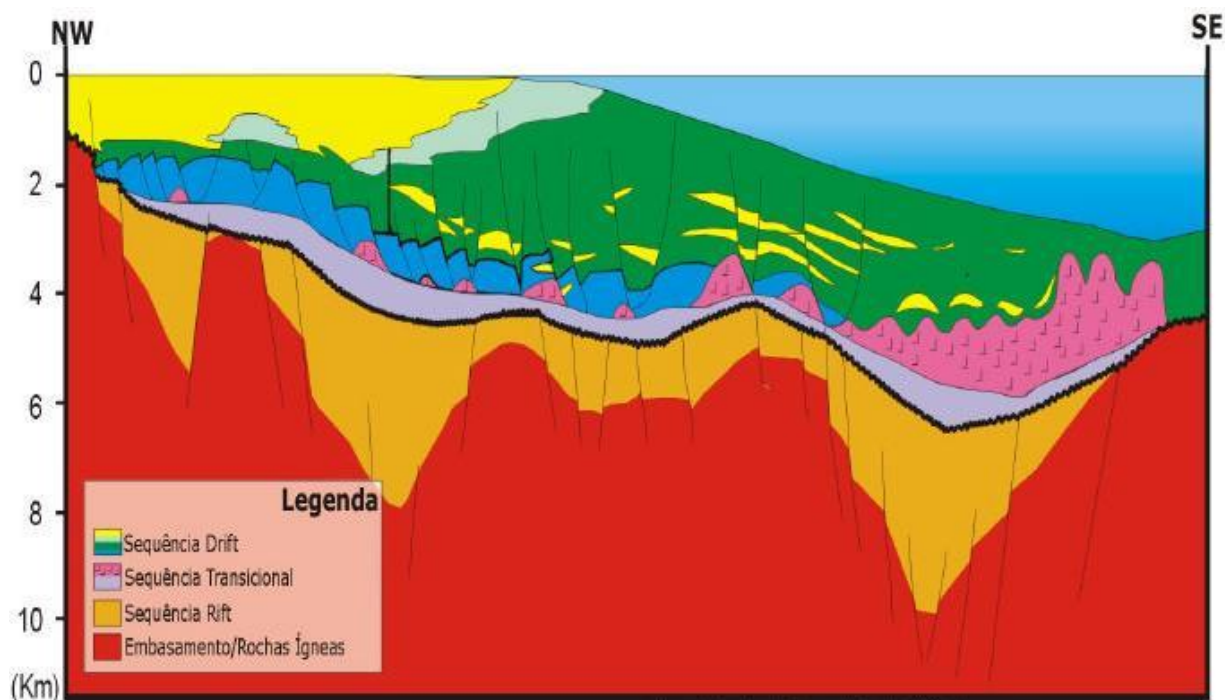 NW
SE
0
2
4
6
8
10
(Km)
Legenda
Sequência Drift
Sequência Transicional
Sequência Rift
Embasamento/Rochas Ígneas